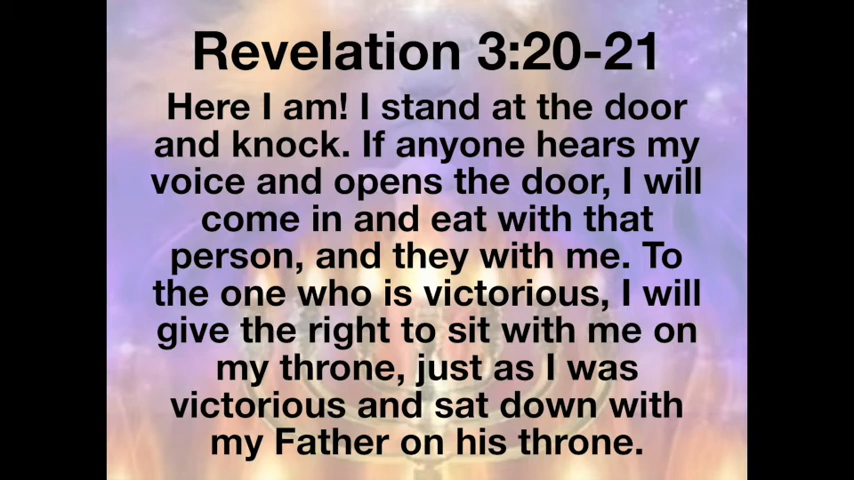 Revelation 3:20-21
Here I am! I stand at the door
and knock. If anyone hears my
voice and opens the door, I will
come in and eat with that
person, and they with me. To
the one who is victorious, I will
give the right to sit with me on
my throne, just as I was
victorious and sat down with
my Father on his throne.